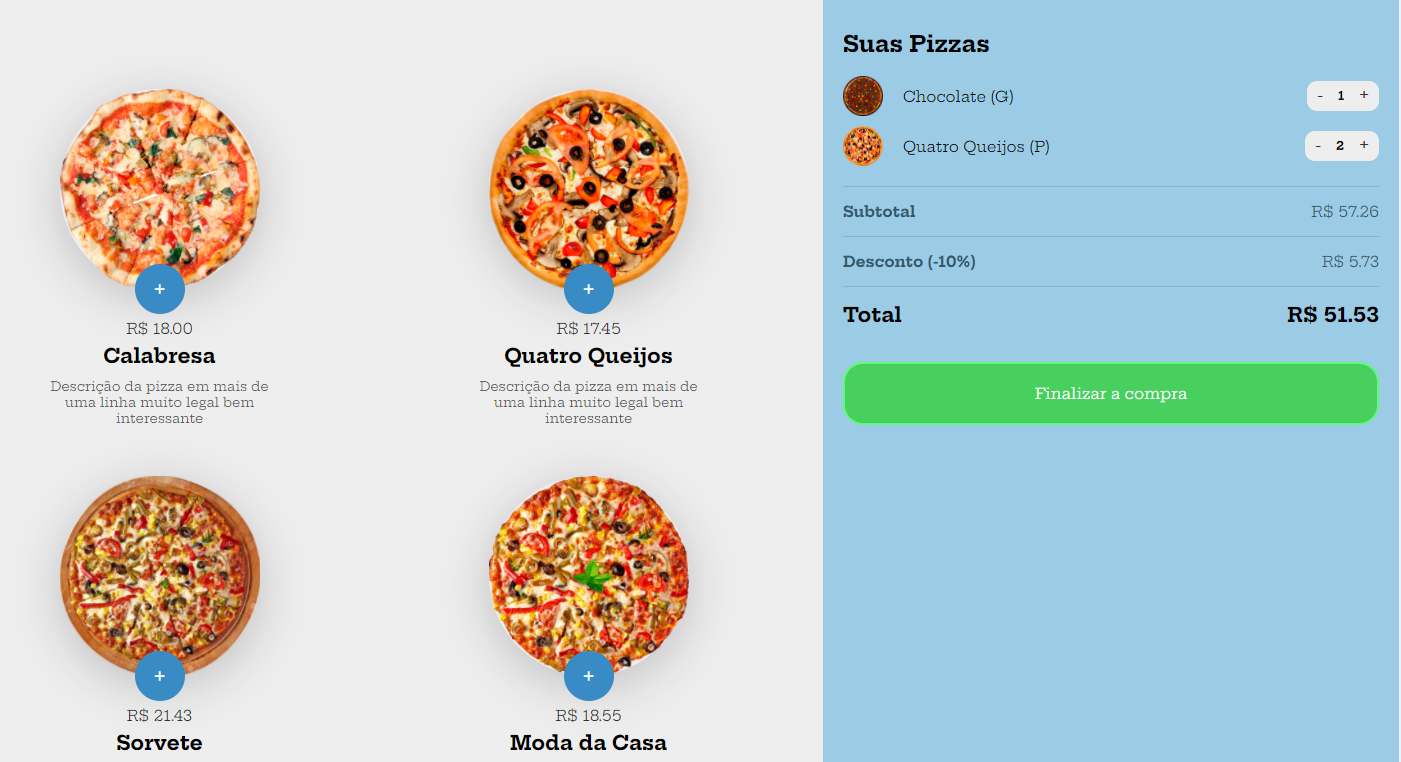 +
R$ 18.00
Calabresa
Descrição da pizza em mais de
uma linha muito legal bem
interessante
+
R$ 17.45
Quatro Queijos
Descrição da pizza em mais de
uma linha muito legal bem
interessante
+
R$ 21.43
Sorvete
+
R$ 18.55
Moda da Casa
Suas Pizzas
Chocolate (G) - 1 +
Quatro Queijos (P) - 2 +
Subtotal R$ 57.26
Desconto (-10%) R$ 5.73
Total R$ 51.53
Finalizar a compra